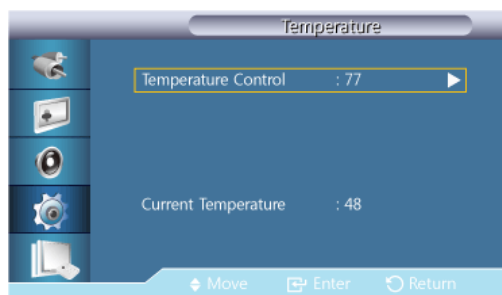 Temperature
Temperature Control : 77
Current Temperature : 48
Move Enter Return